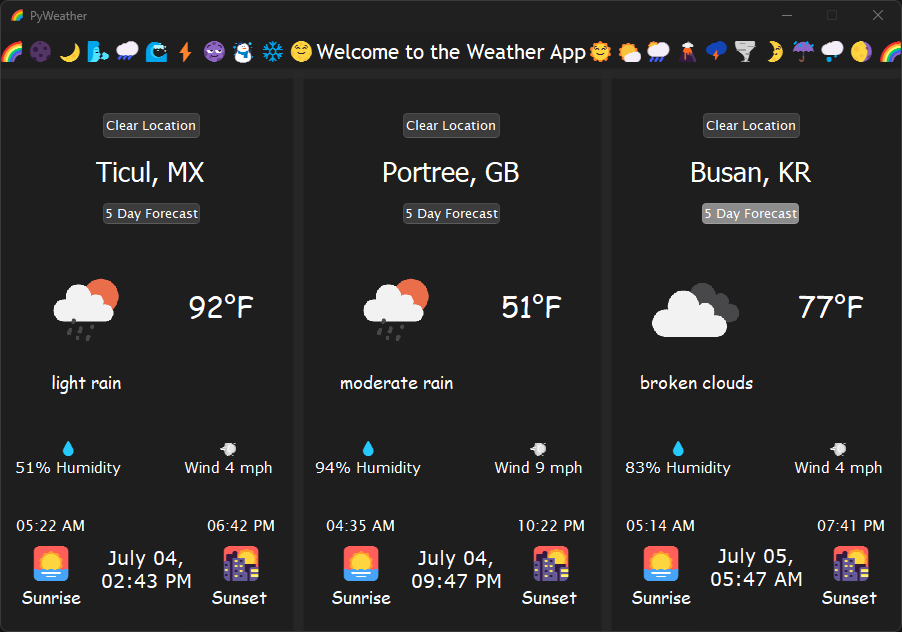 PyWeather
Welcome to the Weather App
Clear Location
Ticul, MX
5 Day Forecast
92°F
light rain
51% Humidity
Wind 4 mph
05:22 AM
06:42 PM
July 04,
02:43 PM
Sunrise
Sunset
Clear Location
Portree, GB
5 Day Forecast
51°F
moderate rain
94% Humidity
Wind 9 mph
04:35 AM
10:22 PM
July 04,
09:47 PM
Sunrise
Sunset
Clear Location
Busan, KR
5 Day Forecast
77°F
broken clouds
83% Humidity
Wind 4 mph
05:14 AM
07:41 PM
July 05,
05:47 AM
Sunrise
Sunset